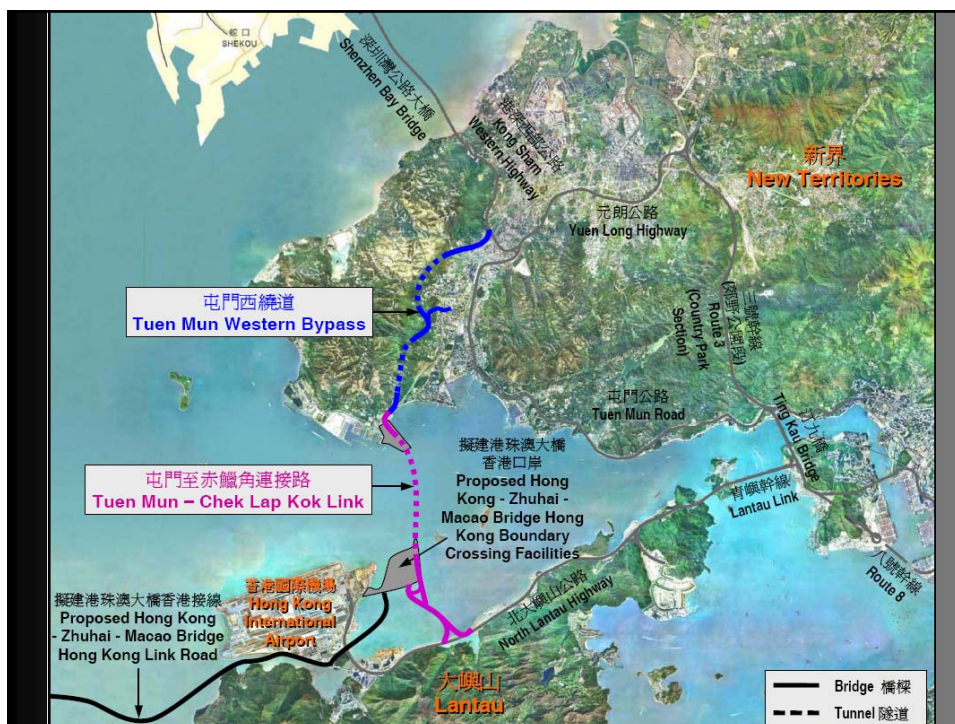 蛇口
SHEKOU
深圳灣公路大橋
Shenzhen Bay Bridge
港深西部公路
Kong Sham
Western Highway
新界
New Territories
元朗公路
Yuen Long Highway
屯門西繞道
Tuen Mun Western Bypass
三號幹線
(郊野公園段)
Route 3
(Country Park
Section)
屯門公路
Tuen Mun Road
汀九橋
Ting Kau Bridge
屯門至赤鱲角連接路
Tuen Mun – Chek Lap Kok Link
擬建港珠澳大橋
香港口岸
Proposed Hong
Kong - Zhuhai -
Macao Bridge Hong
Kong Boundary
Crossing Facilities
青嶼幹線
Lantau Link
八號幹線
Route 8
香港國際機場
Hong Kong
International
Airport
北大嶼山公路
North Lantau Highway
擬建港珠澳大橋香港接線
Proposed Hong Kong
- Zhuhai - Macao Bridge
Hong Kong Link Road
大嶼山
Lantau
Bridge 橋樑
Tunnel 隧道